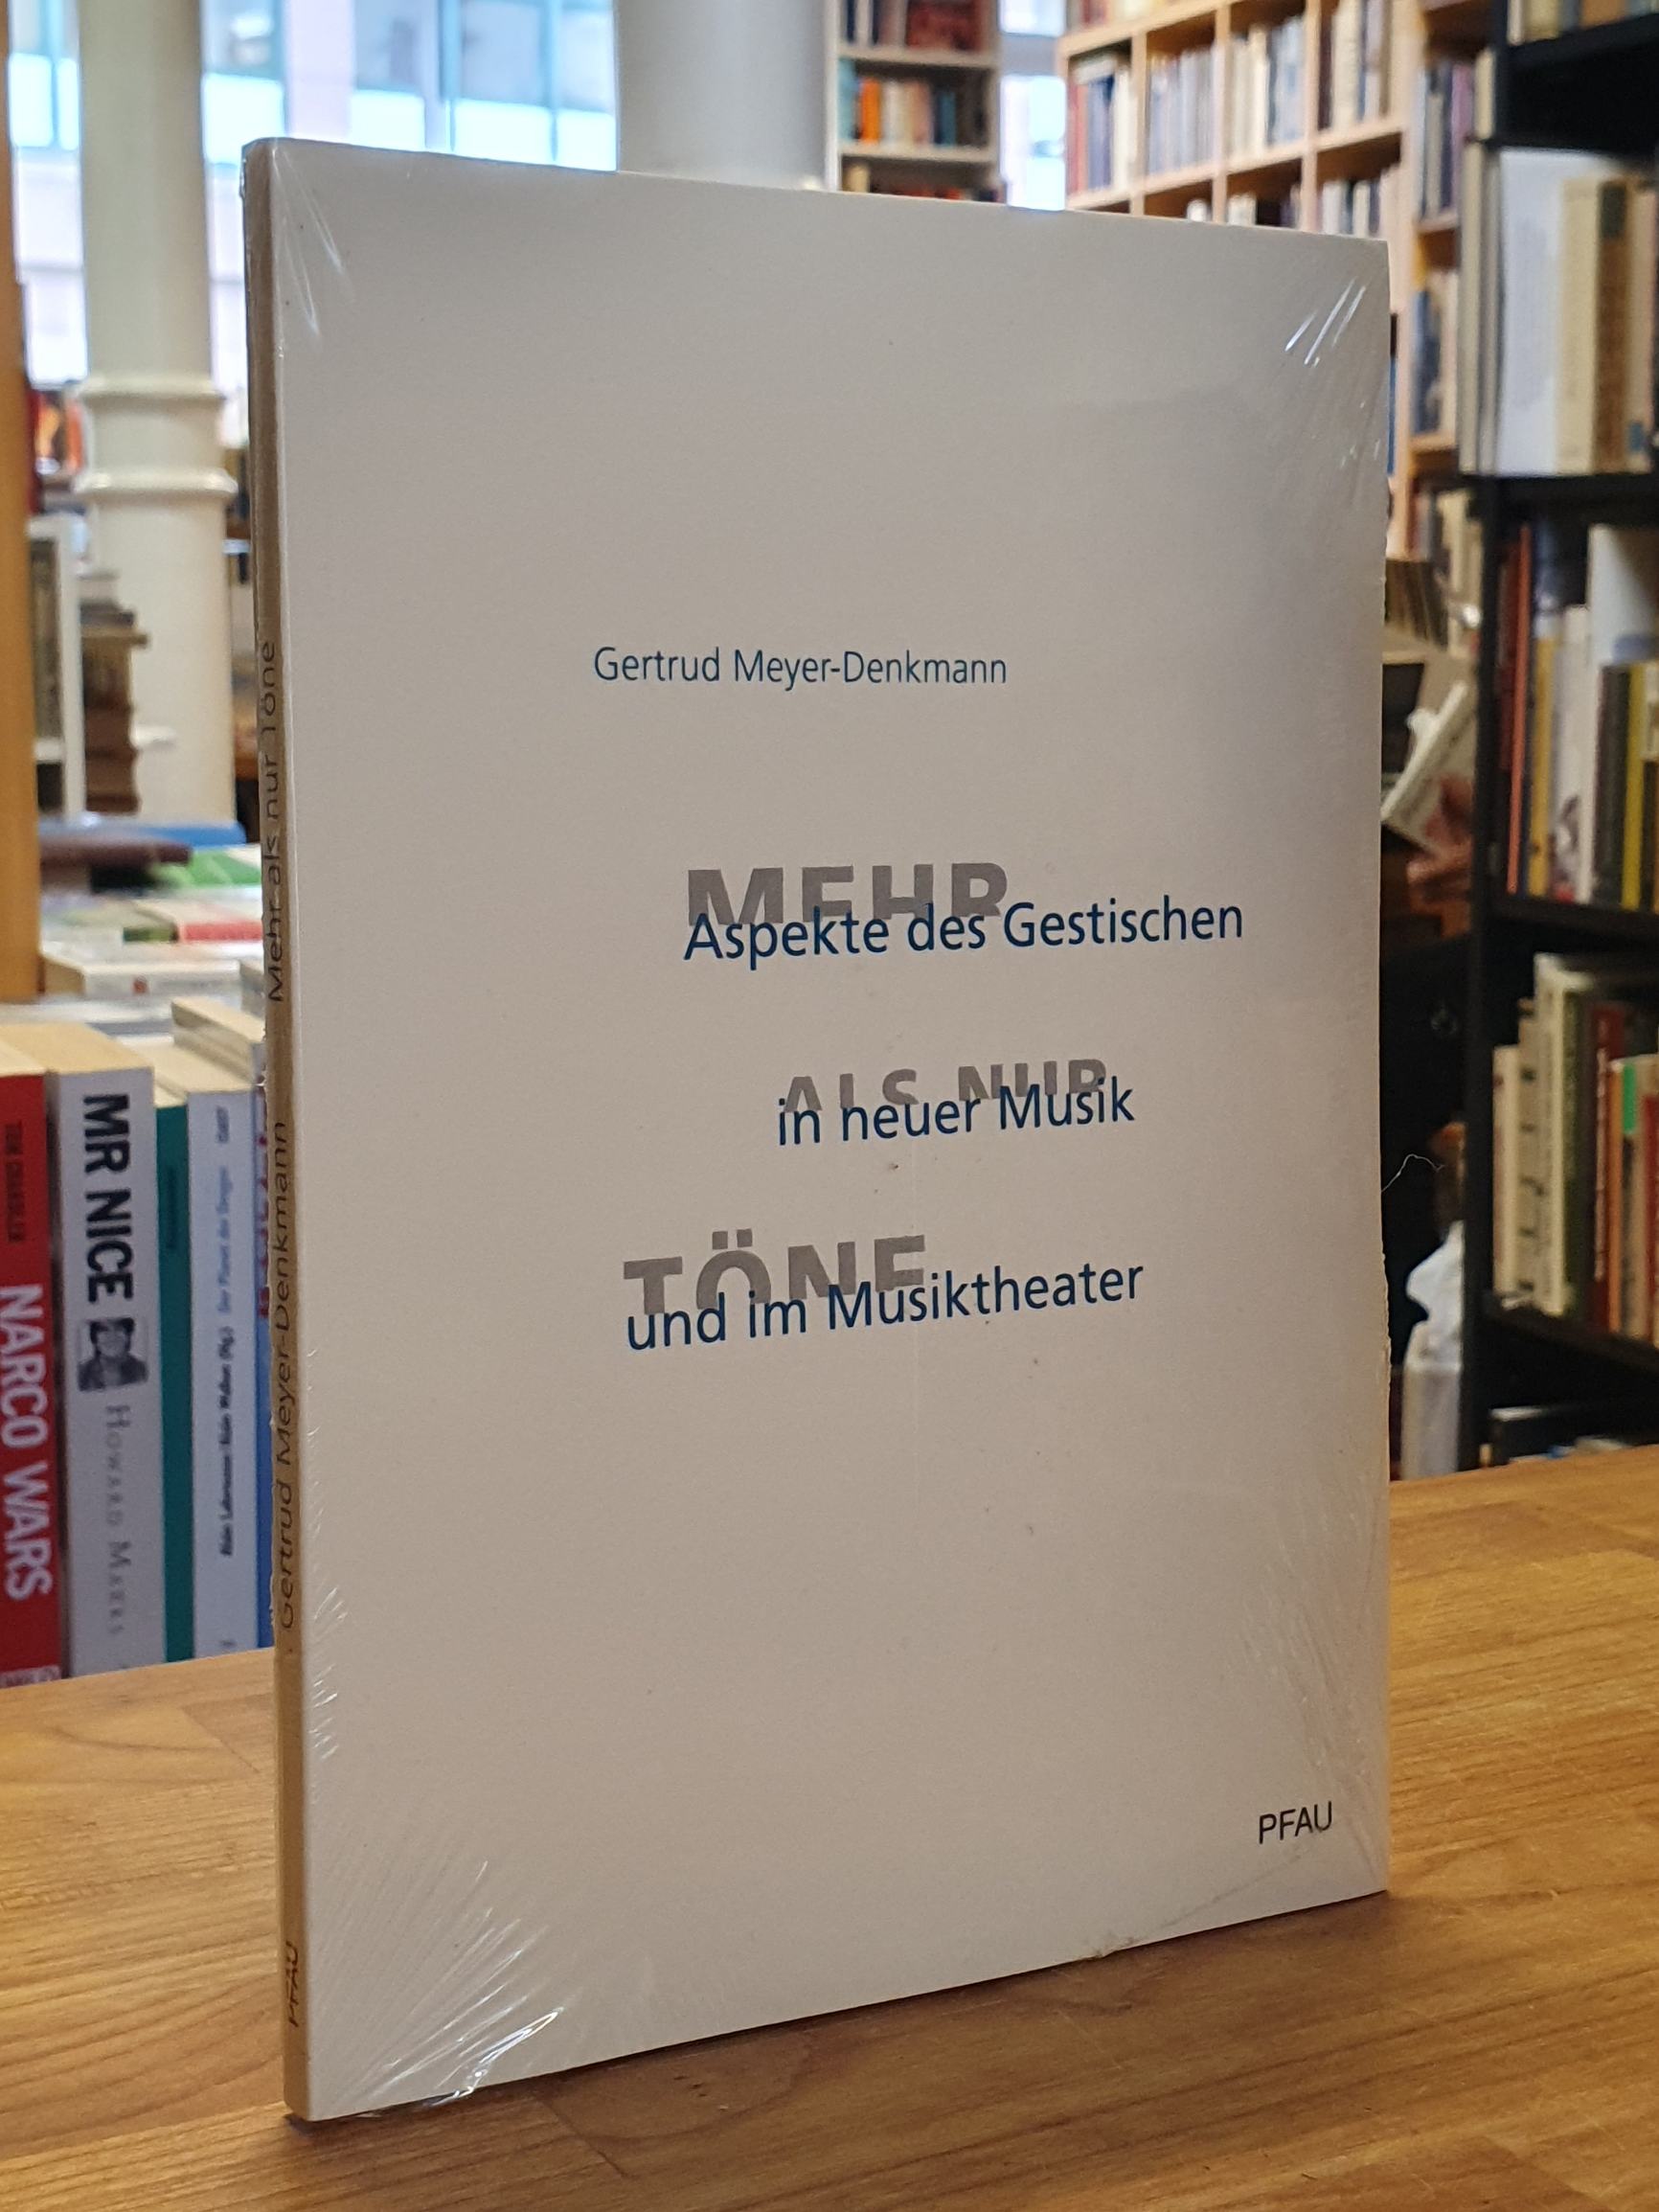 Gertrud Meyer-Denkmann
MEHR
Aspekte des Gestischen
ALS NUR
in neuer Musik
TÖNE
und im Musiktheater
PFAU
PFAU Gertrud Meyer-Denkmann Mehr als nur Töne
MR NICE
HOWARD MARKS
NARCO WARS